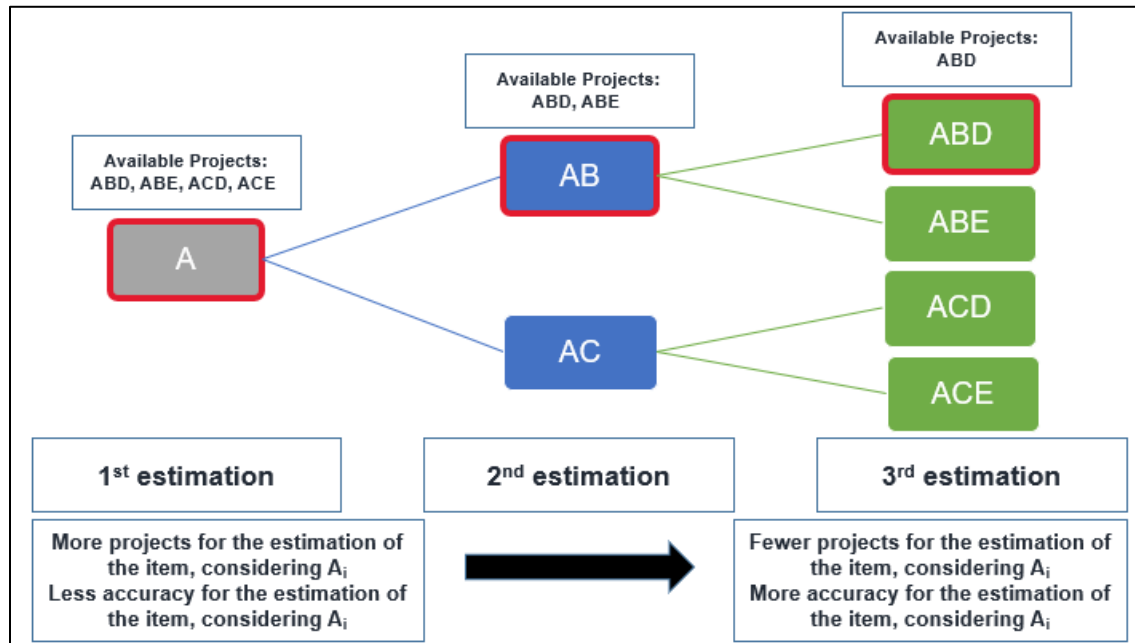 Available Projects:
ABD
Available Projects:
ABD, ABE
Available Projects:
ABD, ABE, ACD, ACE
A
AB
AC
ABD
ABE
ACD
ACE
1st estimation
2nd estimation
3rd estimation
More projects for the estimation of
the item, considering Ai
Less accuracy for the estimation of
the item, considering Ai
Fewer projects for the estimation of
the item, considering Ai
More accuracy for the estimation of
the item, considering Ai